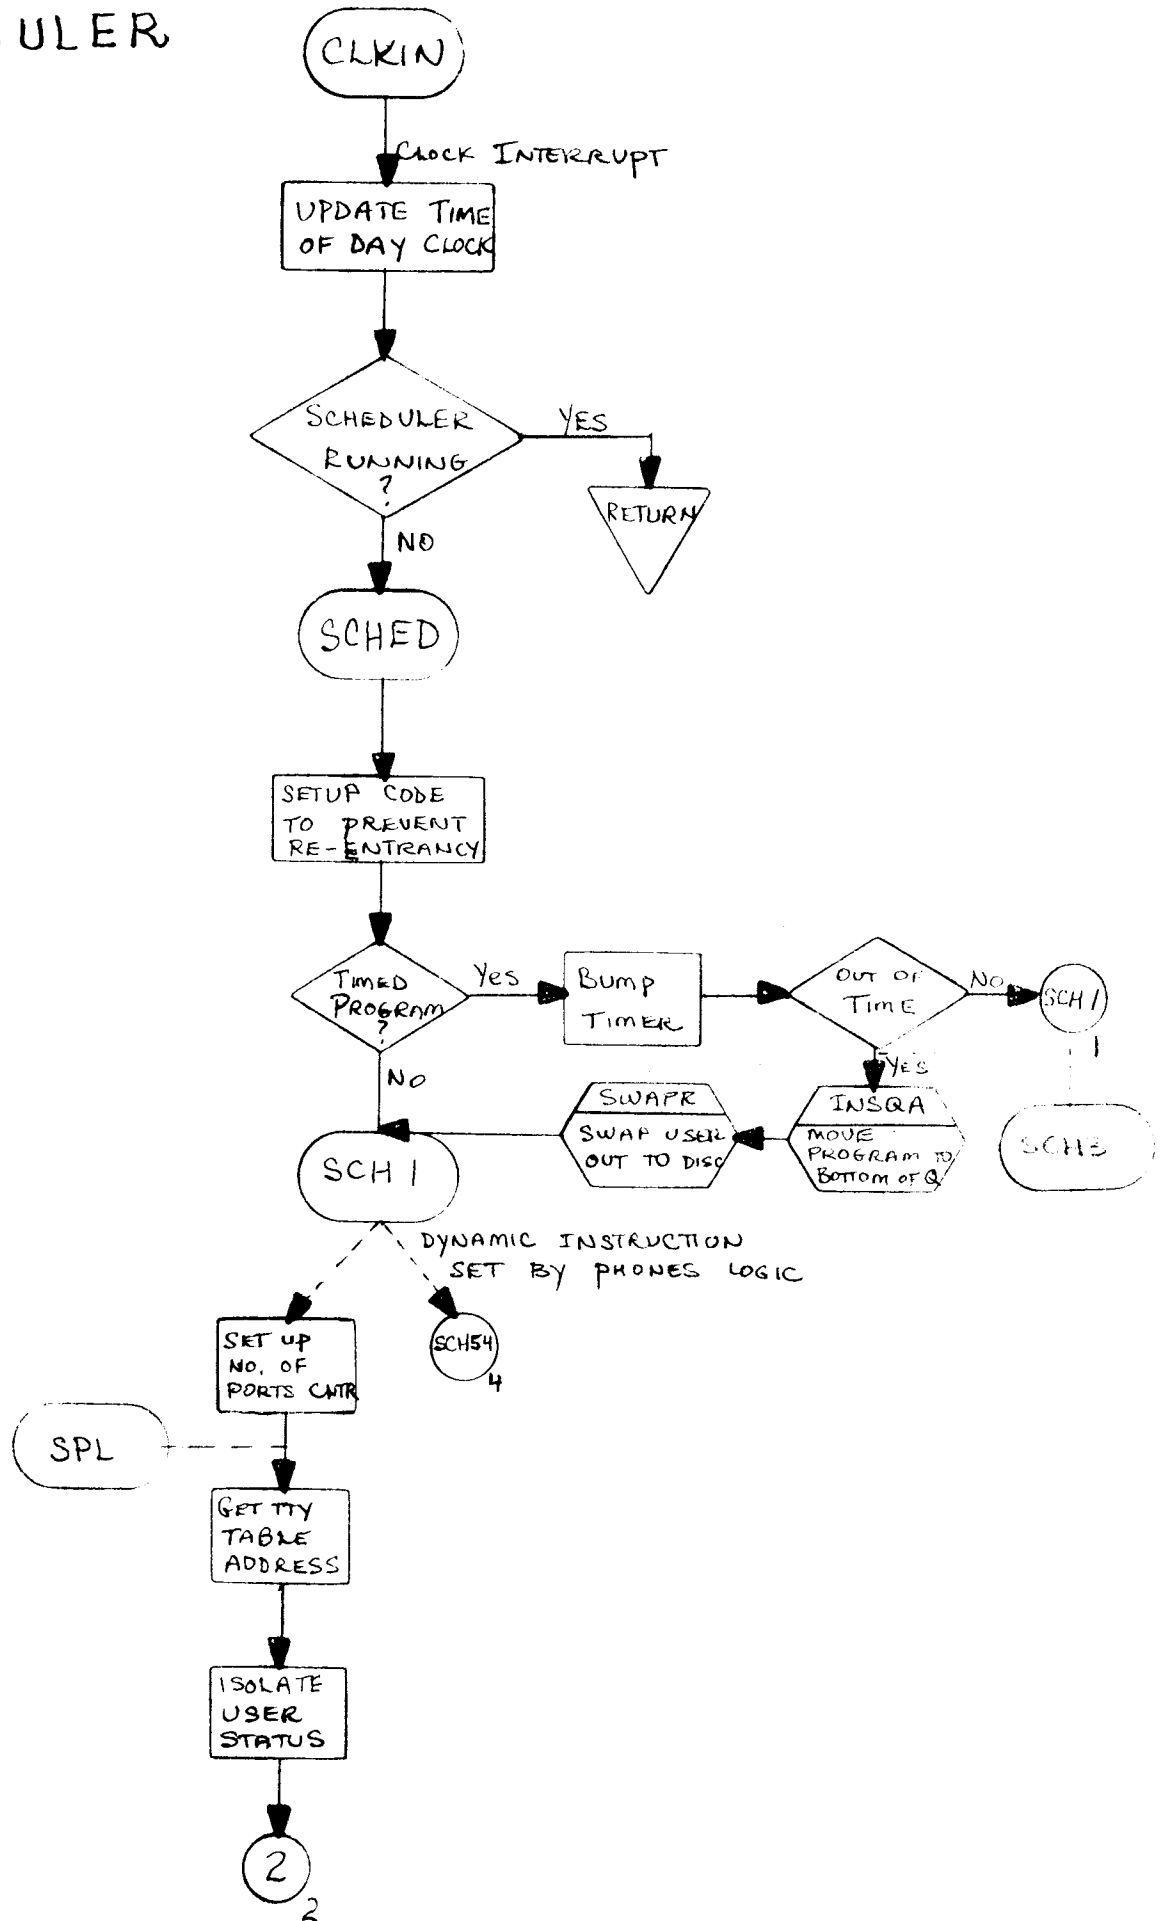 ULER
CLKIN
CLOCK INTERRUPT
UPDATE TIME
OF DAY CLOCK
SCHEDULER
RUNNING
?
YES
RETURN
NO
SCHED
SETUP CODE
TO PREVENT
RE-ENTRANCY
TIMED
PROGRAM
?
Yes
BUMP
TIMER
OUT OF
TIME
NO
SCH1
1
YES
NO
SWAPR
SWAP USER
OUT TO DISC
INSQA
MOVE
PROGRAM TO
BOTTOM OF Q
SCH3
SCH 1
DYNAMIC INSTRUCTION
SET BY PHONES LOGIC
SET UP
NO. OF
PORTS CNTR
SCH54
4
SPL
GET TTY
TABLE
ADDRESS
ISOLATE
USER
STATUS
2
2